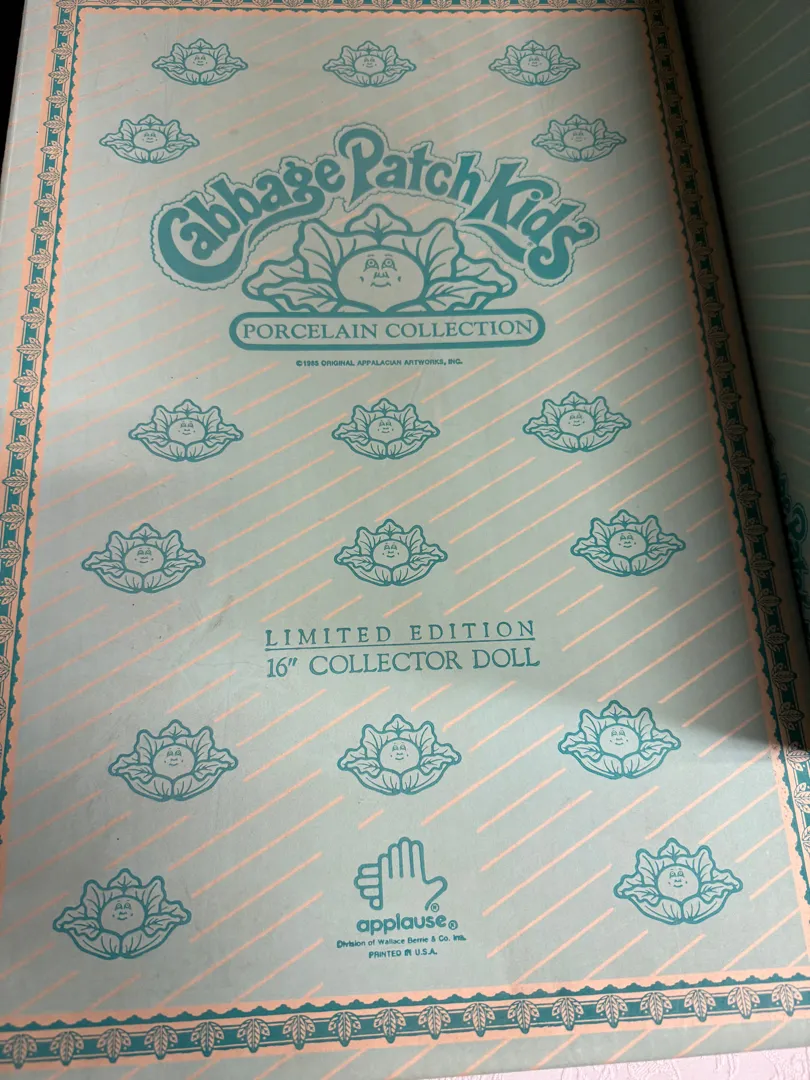 Cabbage Patch Kids
PORCELAIN COLLECTION
©1985 ORIGINAL APPALACIAN ARTWORKS, INC.
LIMITED EDITION
16" COLLECTOR DOLL
®
applause®
Division of Wallace Berrie & Co. Inc.
PRINTED IN U.S.A.